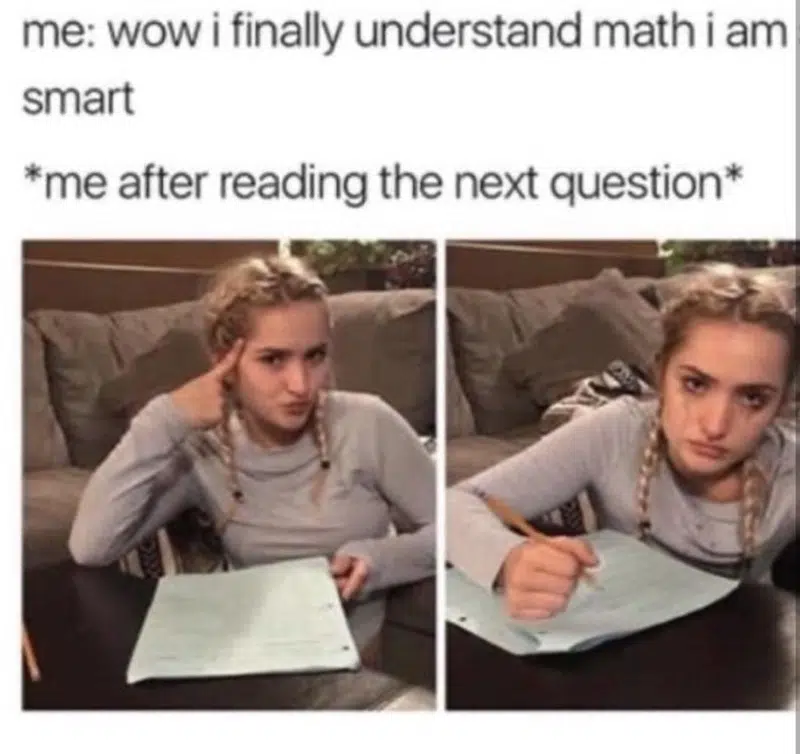 me: wow i finally understand math i am
smart
*me after reading the next question*